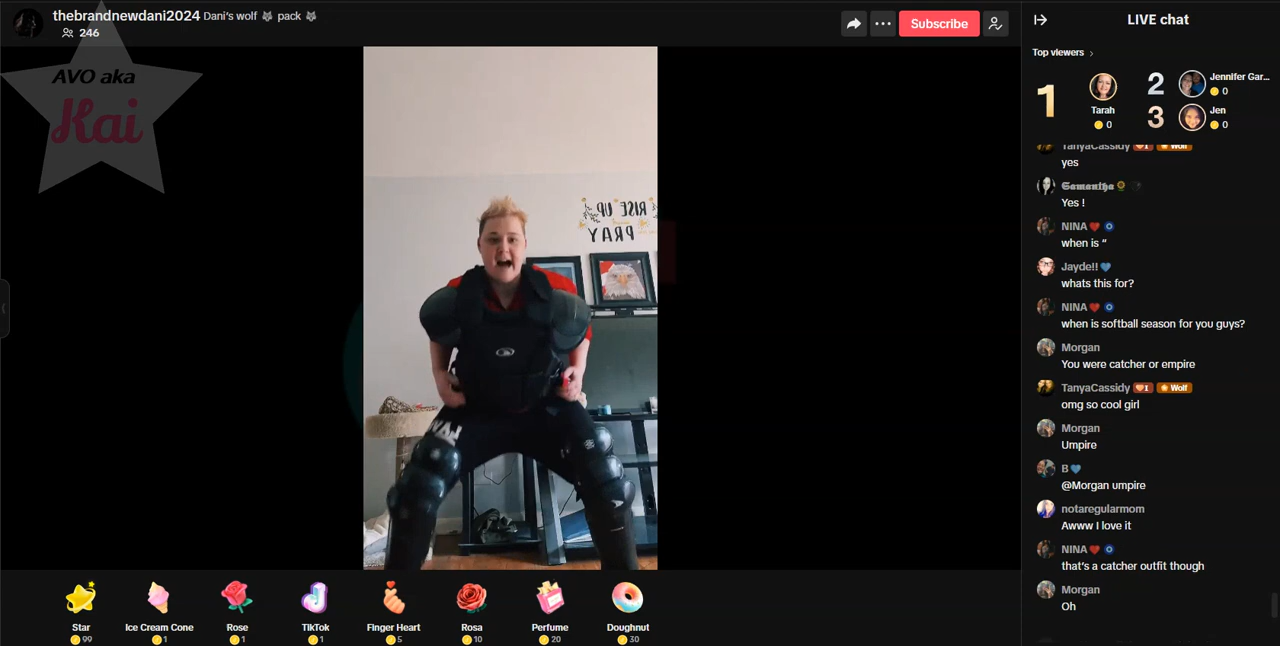 thebrandnewdani2024 Dani's wolf 🐺 pack 🐺
246
Subscribe
AVO aka
Kai
RISE UP
PRAY
LIVE chat
Top viewers
1
Tarah
0
2
Jennifer Gar...
0
3
Jen
0
TanyaCassidy I Wolf
yes
Samantha
Yes !
NINA
when is “
Jayde!!
whats this for?
NINA
when is softball season for you guys?
Morgan
You were catcher or empire
TanyaCassidy I Wolf
omg so cool girl
Morgan
Umpire
B
@Morgan umpire
notaregularmom
Awww I love it
NINA
that's a catcher outfit though
Morgan
Oh
Star
99
Ice Cream Cone
1
Rose
1
TikTok
1
Finger Heart
5
Rosa
10
Perfume
20
Doughnut
30